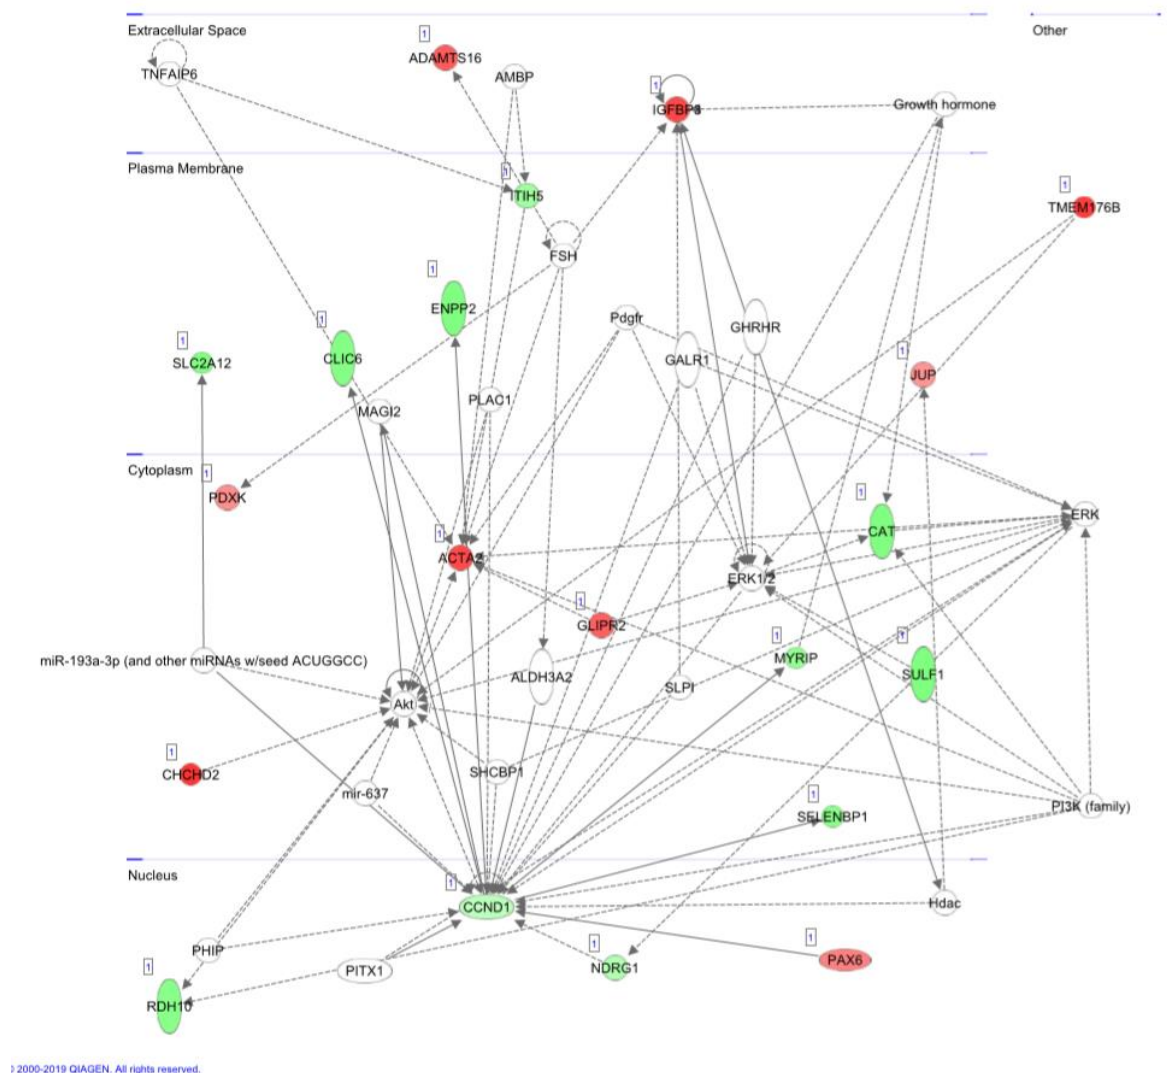 Extracellular Space
Other
1
ADAMTS16
TNFAIP6
AMBP
1
Growth hormone
Plasma Membrane
1
ITIH5
1
TMEM176B
FSH
1
ENPP2
Pdgfr
GHRHR
1
SLC2A12
1
CLIC6
GALR1
1
JUP
MAGI2
PLAC1
Cytoplasm
1
PDXK
1
CAT
ERK
1
ACTA2
ERK1/2
1
GLIPR2
miR-193a-3p (and other miRNAs w/seed ACUGGCC)
ALDH3A2
SLPI
1
MYRIP
1
SULF1
Akt
1
CHCHD2
SHCBP1
mir-637
1
SELENBP1
PI3K (family)
Nucleus
1
CCND1
Hdac
PHIP
PITX1
1
NDRG1
1
PAX6
1
RDH10
2000-2019 QIAGEN. All rights reserved.